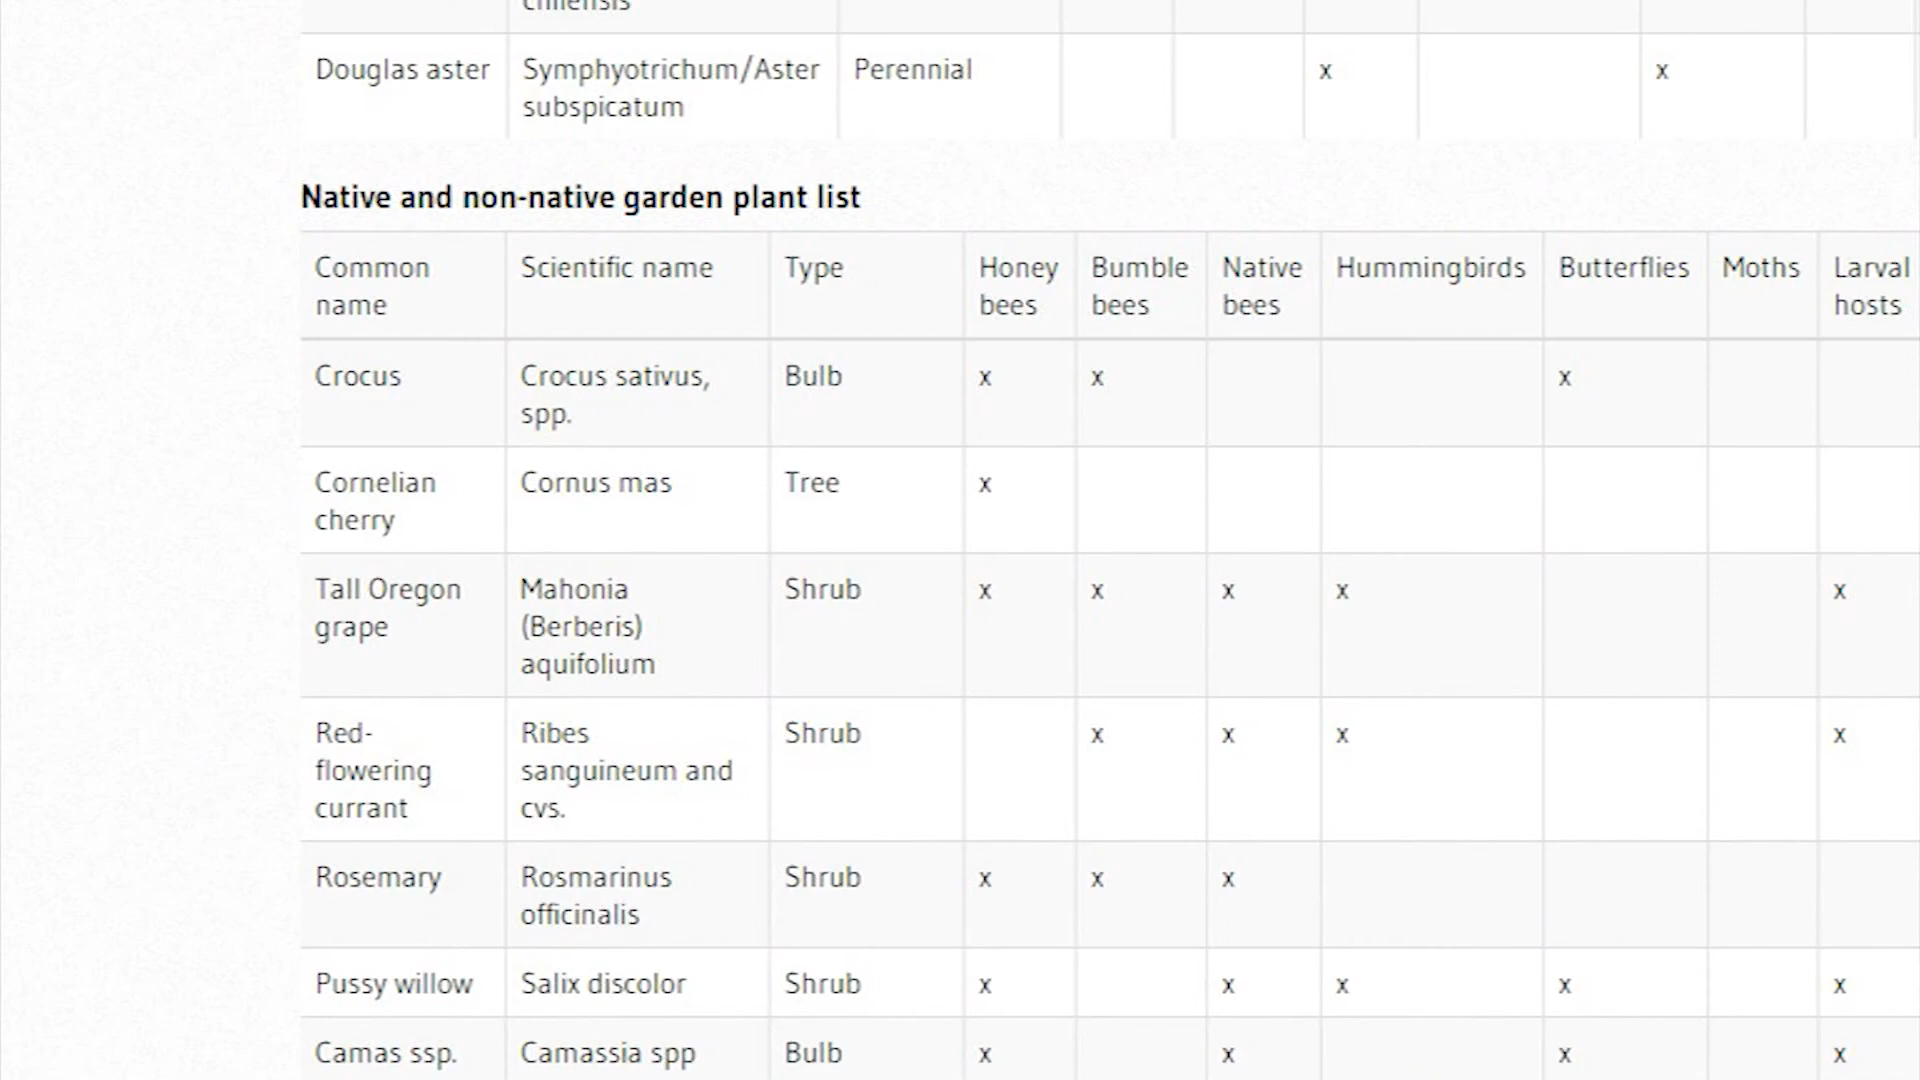 chilensis
Douglas aster Symphyotrichum/Aster Perennial x x
subspicatum
Native and non-native garden plant list
Common Scientific name Type Honey Bumble Native Hummingbirds Butterflies Moths Larval
name bees bees bees hosts
Crocus Crocus sativus, Bulb x x x
spp.
Cornelian Cornus mas Tree x
cherry
Tall Oregon Mahonia Shrub x x x x x
grape (Berberis)
aquifolium
Red- Ribes Shrub x x x x
flowering sanguineum and
currant cvs.
Rosemary Rosmarinus Shrub x x x
officinalis
Pussy willow Salix discolor Shrub x x x x x
Camas ssp. Camassia spp Bulb x x x x